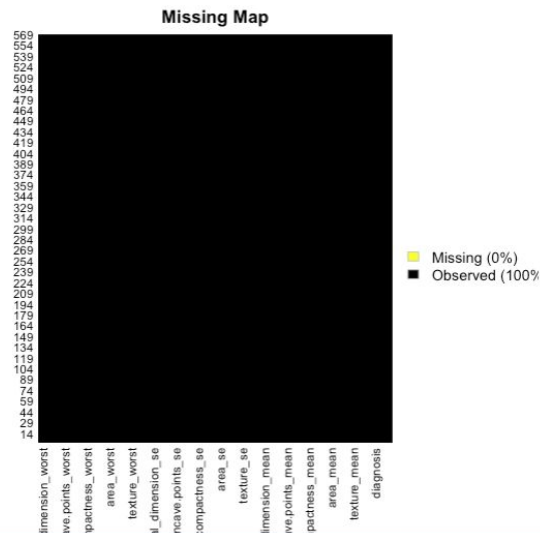 Missing Map
569
554
539
524
509
494
479
464
449
434
419
404
389
374
359
344
329
314
299
284
269
254
239
224
209
194
179
164
149
134
119
104
89
74
59
44
29
14
Missing (0%)
Observed (100%
dimension_worst
ave.points_worst
npactness_worst
area_worst
texture_worst
al_dimension_se
ncave.points_se
compactness_se
area_se
texture_se
dimension_mean
ave.points_mean
npactness_mean
area_mean
texture_mean
diagnosis